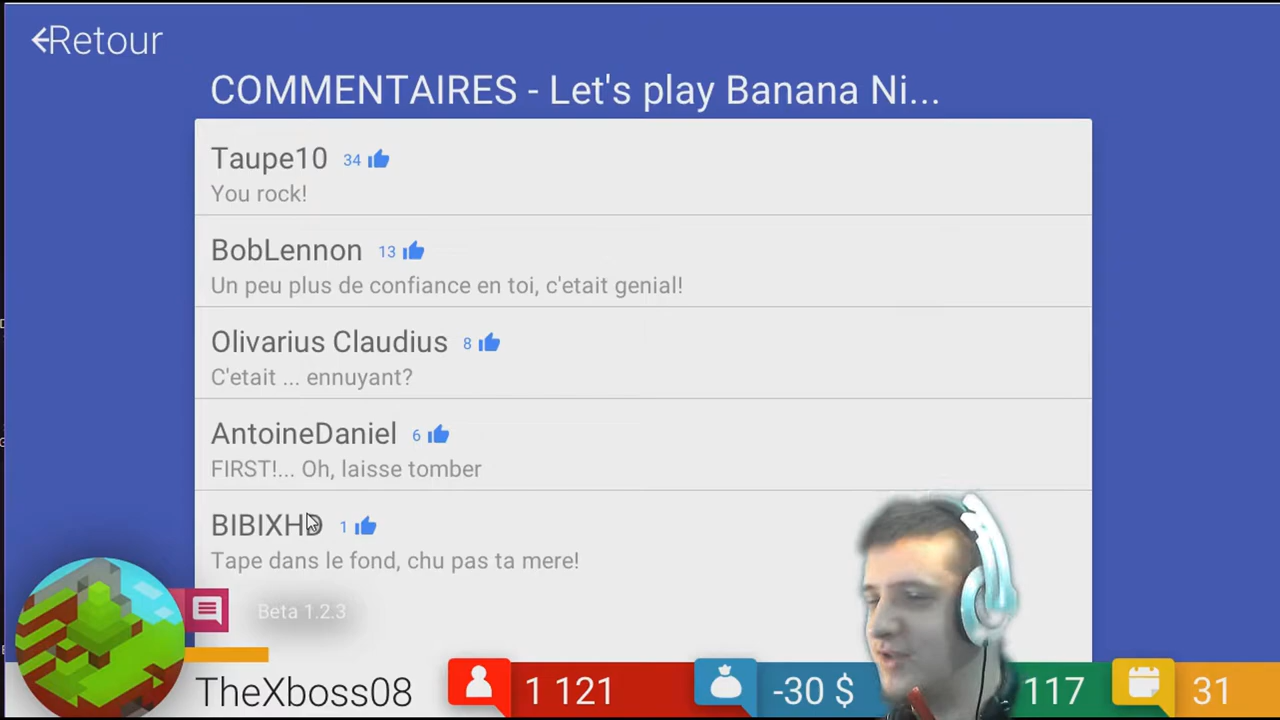 Retour
COMMENTAIRES - Let's play Banana Ni...
Taupe10 34
You rock!
BobLennon 13
Un peu plus de confiance en toi, c'etait genial!
Olivarius Claudius 8
C'etait ... ennuyant?
AntoineDaniel 6
FIRST!... Oh, laisse tomber
BIBIXHD 1
Tape dans le fond, chu pas ta mere!
Beta 1.2.3
TheXboss08 1 121 -30 $ 117 31